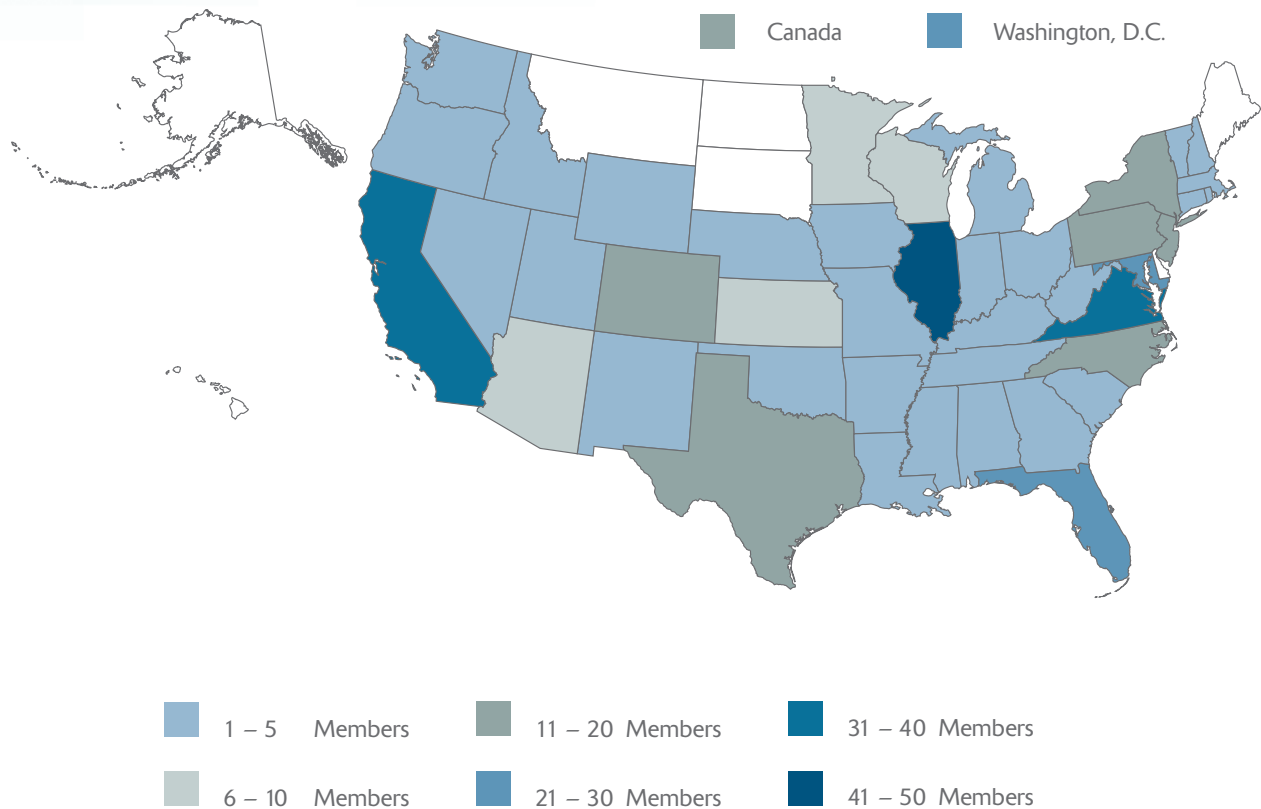 Canada Washington, D.C.
1 – 5 Members 11 – 20 Members 31 – 40 Members
6 – 10 Members 21 – 30 Members 41 – 50 Members